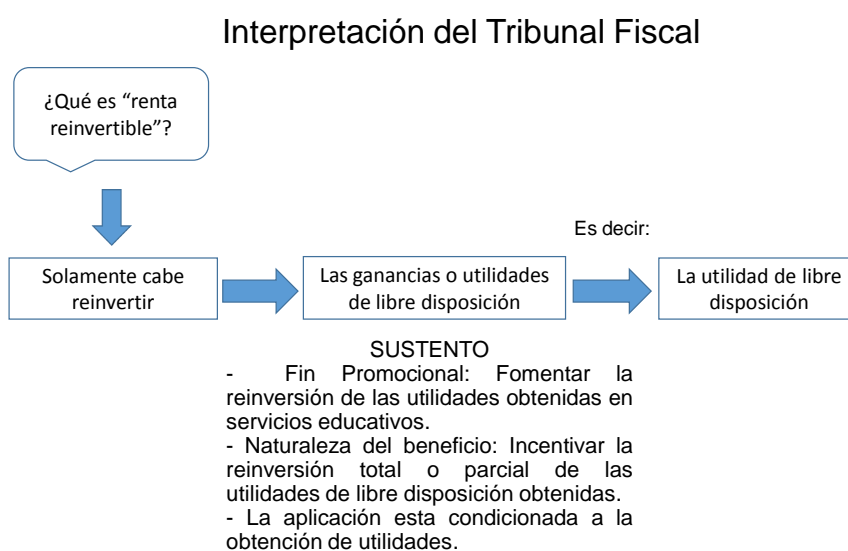 Interpretación del Tribunal Fiscal
¿Qué es “renta
reinvertible”?
Es decir:
Solamente cabe
reinvertir
Las ganancias o utilidades
de libre disposición
La utilidad de libre
disposición
SUSTENTO
- Fin Promocional: Fomentar la
reinversión de las utilidades obtenidas en
servicios educativos.
- Naturaleza del beneficio: Incentivar la
reinversión total o parcial de las
utilidades de libre disposición obtenidas.
- La aplicación esta condicionada a la
obtención de utilidades.